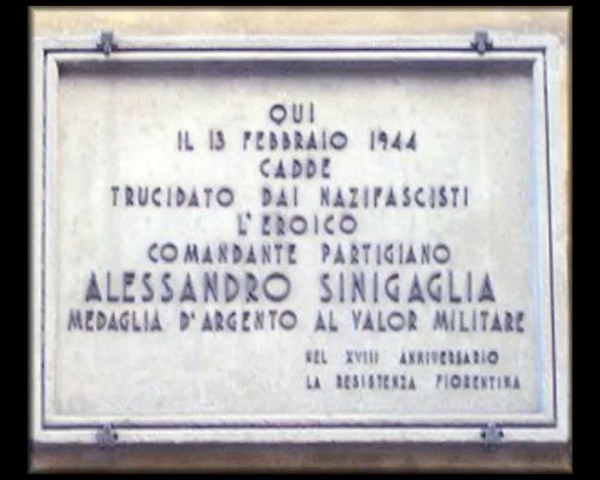 QUI
IL 13 FEBBRAIO 1944
CADDE
TRUCIDATO DAI NAZIFASCISTI
L'EROICO
COMANDANTE PARTIGIANO
ALESSANDRO SINIGAGLIA
MEDAGLIA D'ARGENTO AL VALOR MILITARE
NEL XVIII ANNIVERSARIO
LA RESISTENZA FIORENTINA